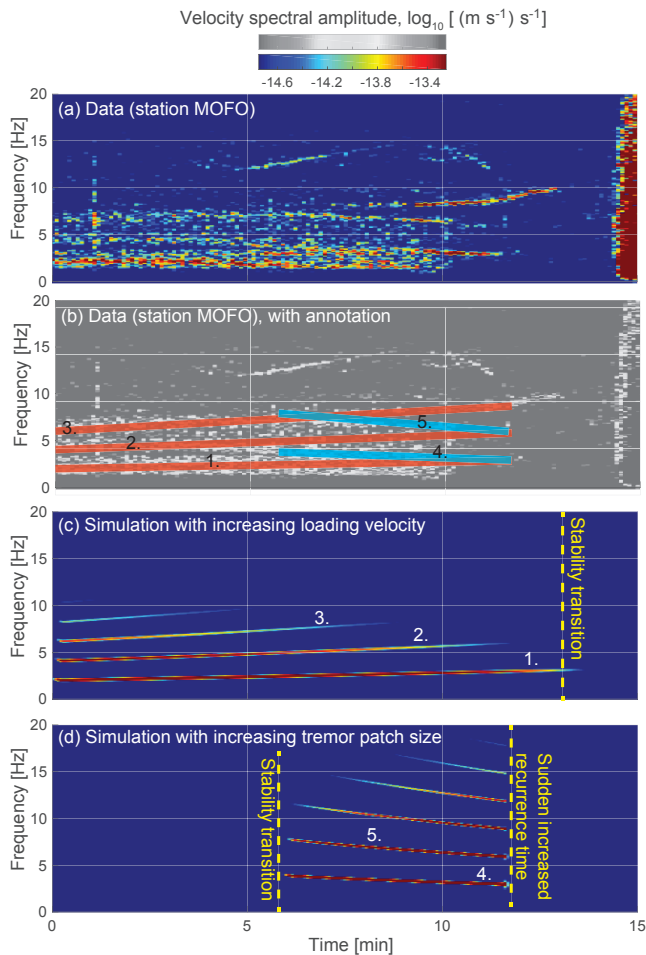 Velocity spectral amplitude, log10 [ (m s-1) s-1]
-14.6 -14.2 -13.8 -13.4
(a) Data (station MOFO)
Frequency [Hz]
20
15
10
5
0
(b) Data (station MOFO), with annotation
Frequency [Hz]
20
15
10
5
0
3.
2.
1.
5.
4.
(c) Simulation with increasing loading velocity
Frequency [Hz]
20
15
10
5
0
3.
2.
1.
Stability transition
(d) Simulation with increasing tremor patch size
Frequency [Hz]
20
15
10
5
0
Stability transition
5.
4.
Sudden increased
recurrence time
0 5 10 15
Time [min]